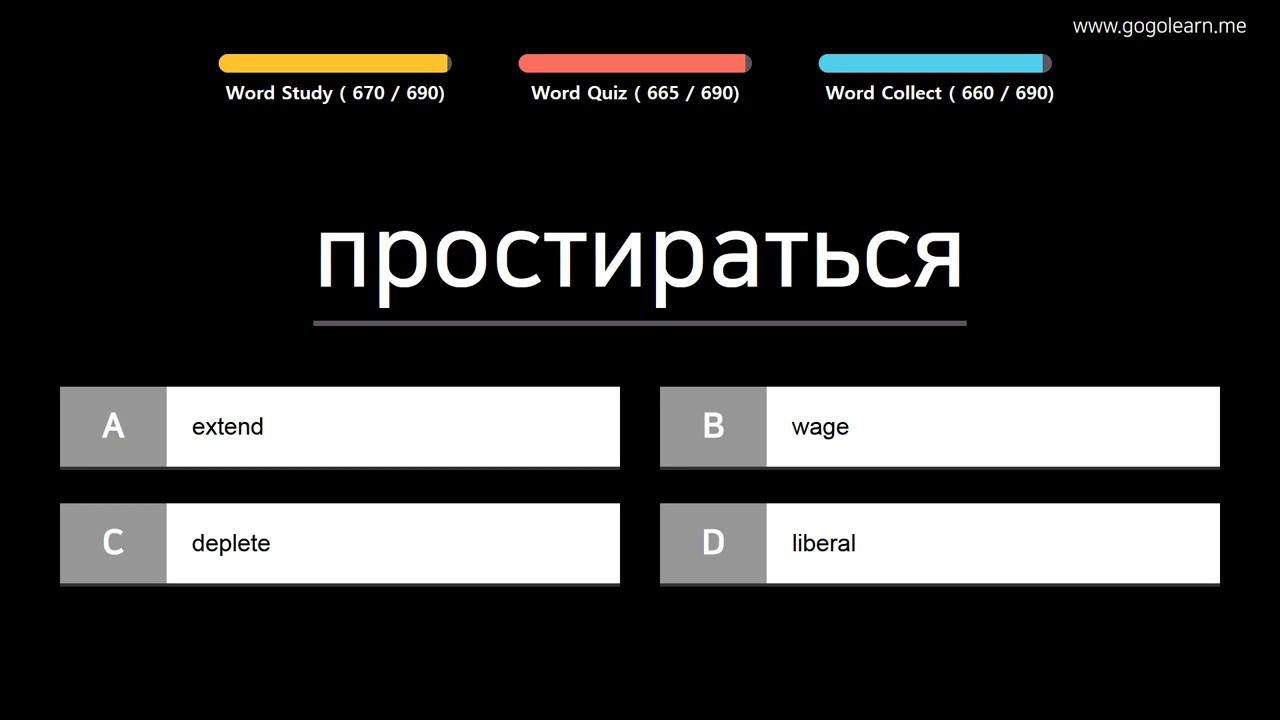 www.gogolearn.me
Word Study ( 670 / 690)
Word Quiz ( 665 / 690)
Word Collect ( 660 / 690)
простираться
A extend
B wage
C deplete
D liberal